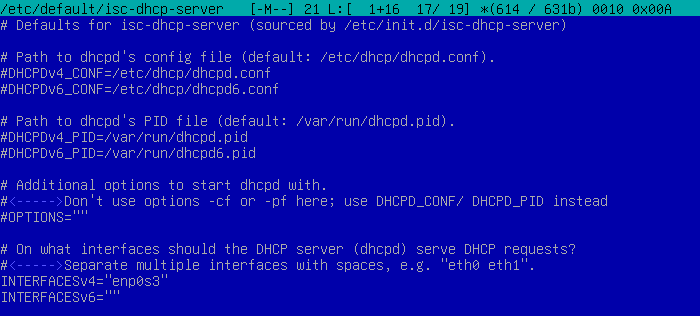 /etc/default/isc-dhcp-server   [-M--] 21 L:[  1+16  17/ 19] *(614 / 631b) 0010 0x00A
# Defaults for isc-dhcp-server (sourced by /etc/init.d/isc-dhcp-server)
# Path to dhcpd's config file (default: /etc/dhcp/dhcpd.conf).
#DHCPDv4_CONF=/etc/dhcp/dhcpd.conf
#DHCPDv6_CONF=/etc/dhcp/dhcpd6.conf
# Path to dhcpd's PID file (default: /var/run/dhcpd.pid).
#DHCPDv4_PID=/var/run/dhcpd.pid
#DHCPDv6_PID=/var/run/dhcpd6.pid
# Additional options to start dhcpd with.
#<----->Don't use options -cf or -pf here; use DHCPD_CONF/ DHCPD_PID instead
#OPTIONS=""
# On what interfaces should the DHCP server (dhcpd) serve DHCP requests?
#<----->Separate multiple interfaces with spaces, e.g. "eth0 eth1".
INTERFACESv4="enp0s3"
INTERFACESv6=""